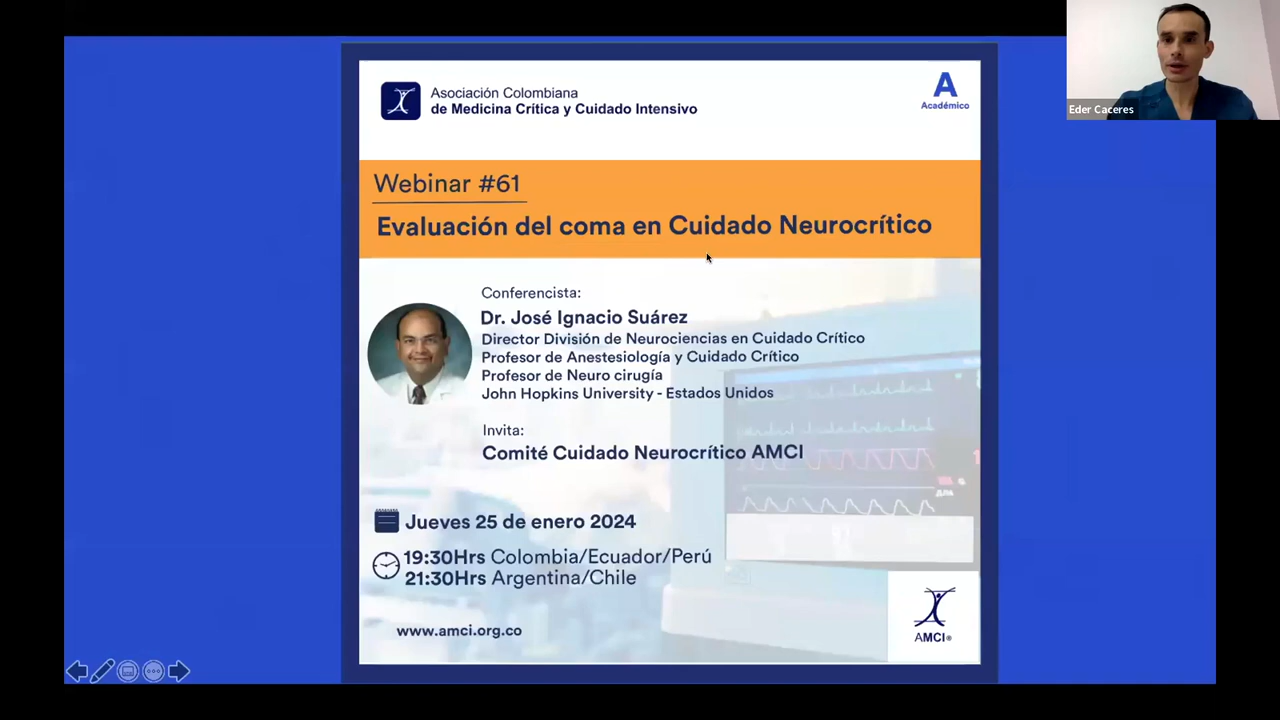 Asociación Colombiana
de Medicina Crítica y Cuidado Intensivo
A
Académico
Eder Caceres
Webinar #61
Evaluación del coma en Cuidado Neurocrítico
Conferencista:
Dr. José Ignacio Suárez
Director División de Neurociencias en Cuidado Crítico
Profesor de Anestesiología y Cuidado Crítico
Profesor de Neuro cirugía
John Hopkins University - Estados Unidos
Invita:
Comité Cuidado Neurocrítico AMCI
Jueves 25 de enero 2024
19:30Hrs Colombia/Ecuador/Perú
21:30Hrs Argentina/Chile
www.amci.org.co
AMCI®